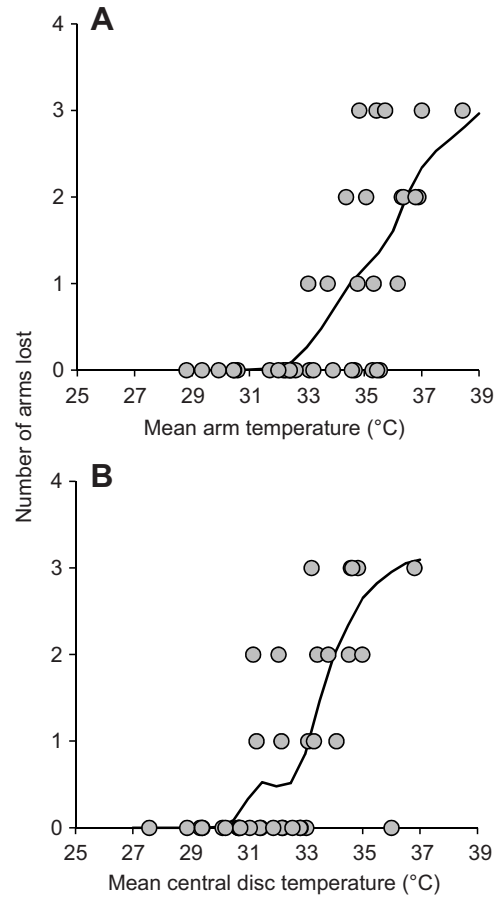 A
4
3
2
1
0
25 27 29 31 33 35 37 39
Mean arm temperature (°C)
Number of arms lost
B
4
3
2
1
0
25 27 29 31 33 35 37 39
Mean central disc temperature (°C)